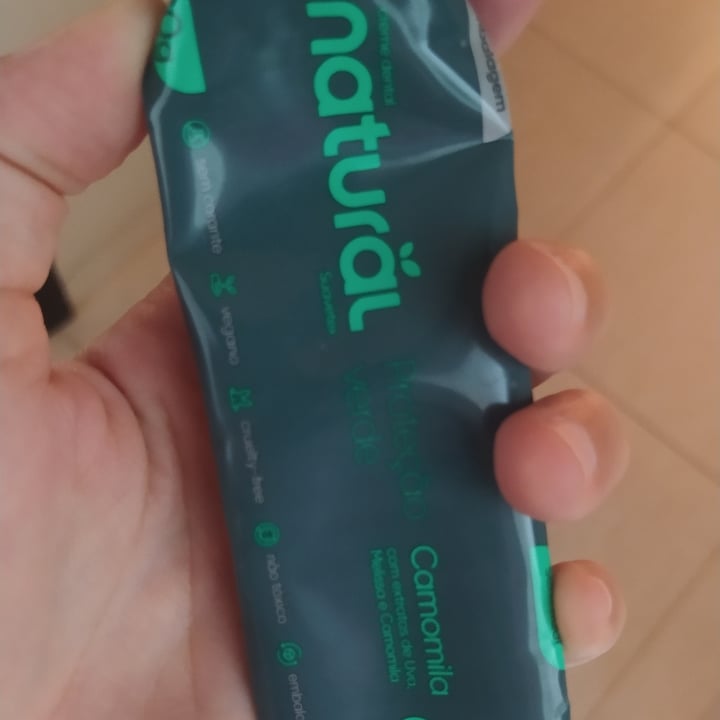 creme dental
natural
Suavetex
Proteção
verde
Camomila
com extratos de Uva,
Melissa e Camomila
sem corante
vegano
cruelty-free
não tóxico